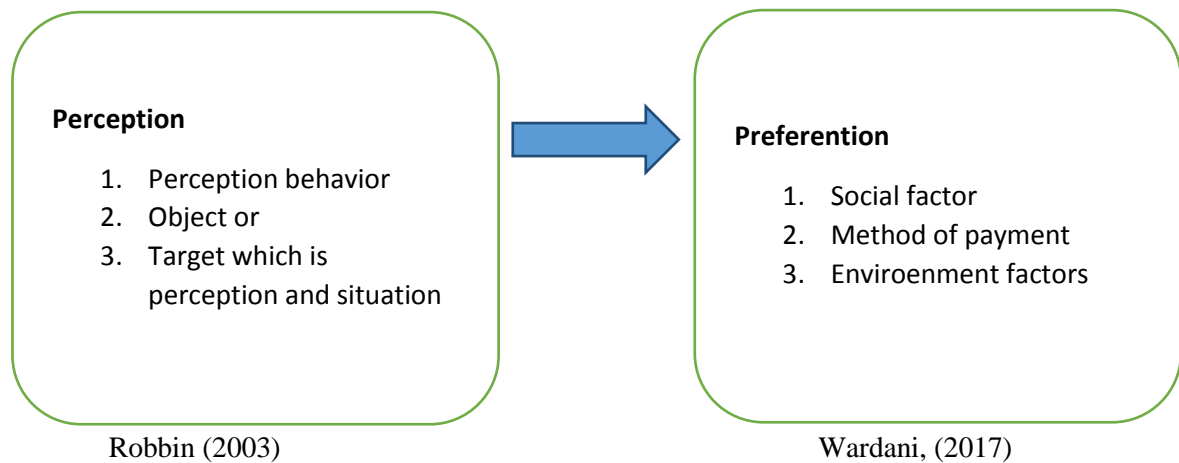 Perception
1. Perception behavior
2. Object or
3. Target which is
perception and situation
Robbin (2003)
Preferention
1. Social factor
2. Method of payment
3. Enviroenment factors
Wardani, (2017)